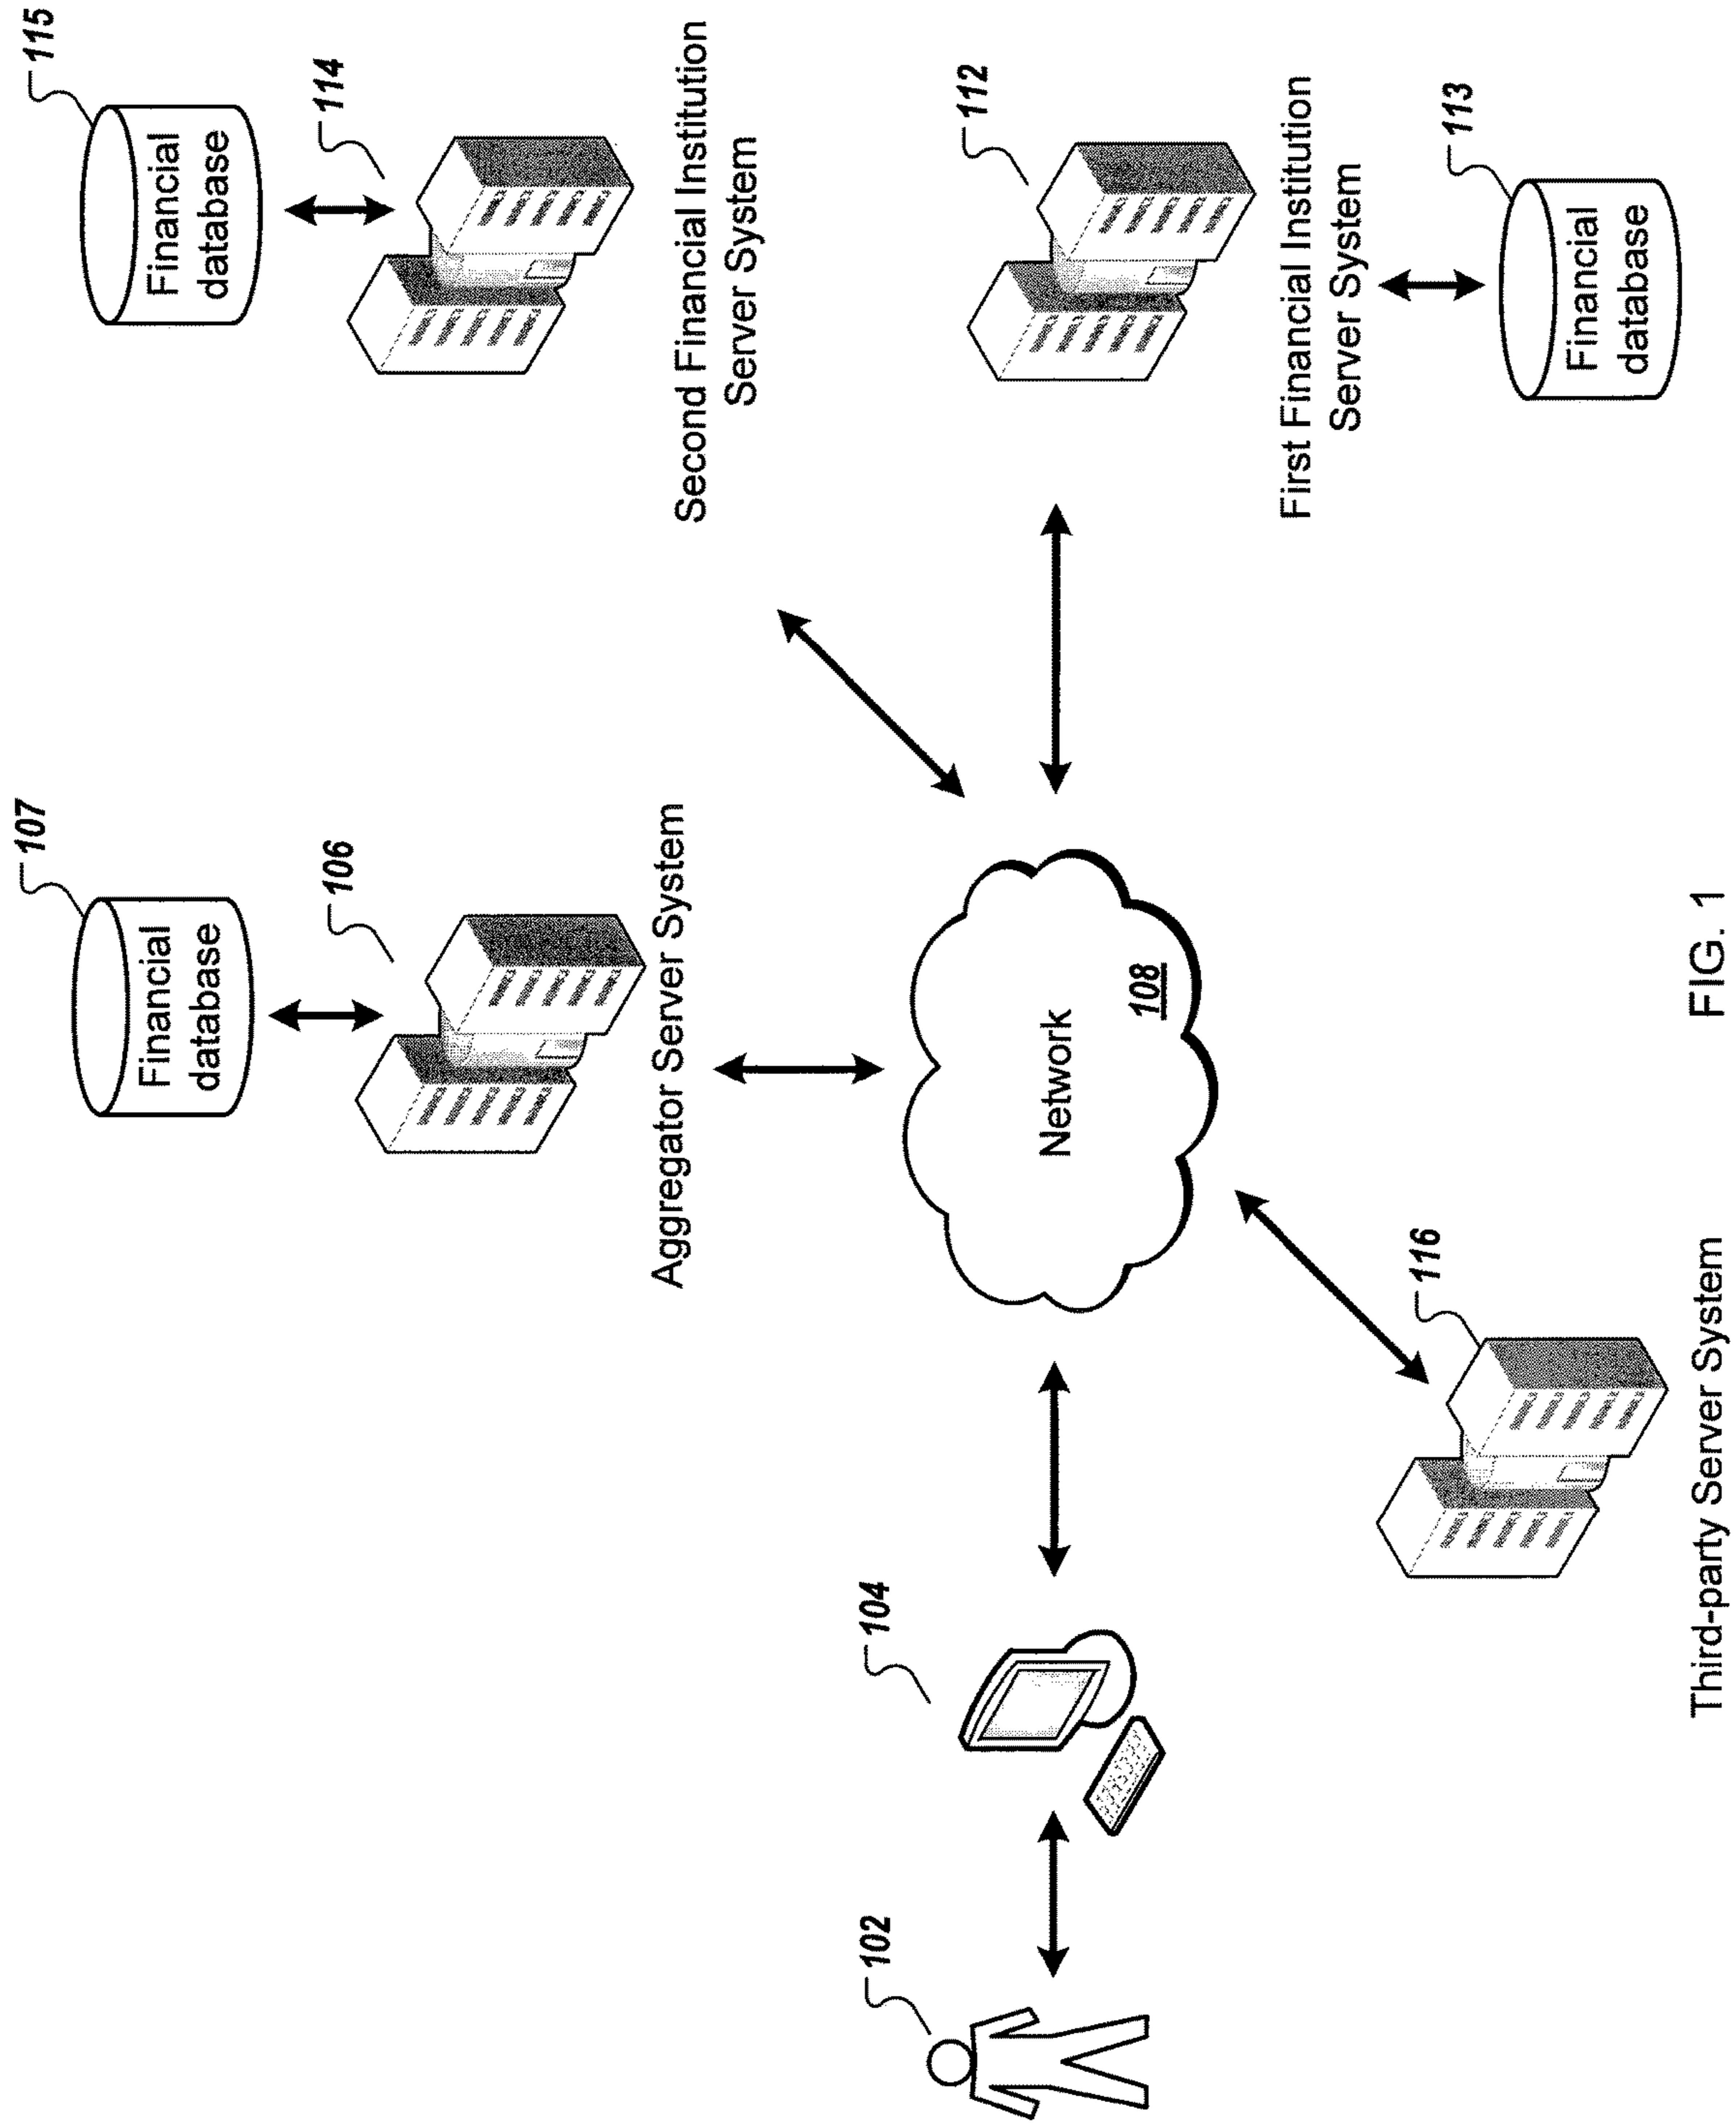 107
Financial
database
106
Aggregator Server System
115
Financial
database
114
Second Financial Institution
Server System
102
104
Network
108
112
First Financial Institution
Server System
113
Financial
database
116
Third-party Server System
FIG. 1